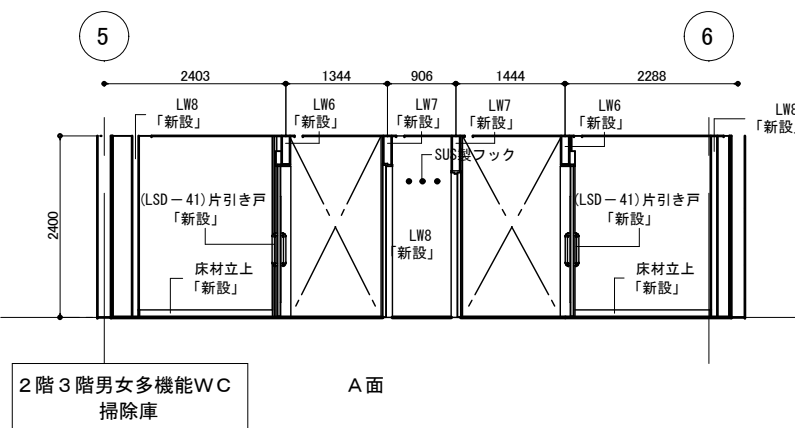 5
6
2403
1344
906
1444
2288
LW8
「新設」
LW6
「新設」
LW7
「新設」
LW7
「新設」
LW6
「新設」
LW8
「新設」
SUS製フック
2400
(LSD－41)片引き戸
「新設」
LW8
「新設」
(LSD－41)片引き戸
「新設」
床材立上
「新設」
床材立上
「新設」
2階3階男女多機能WC
掃除庫
A面